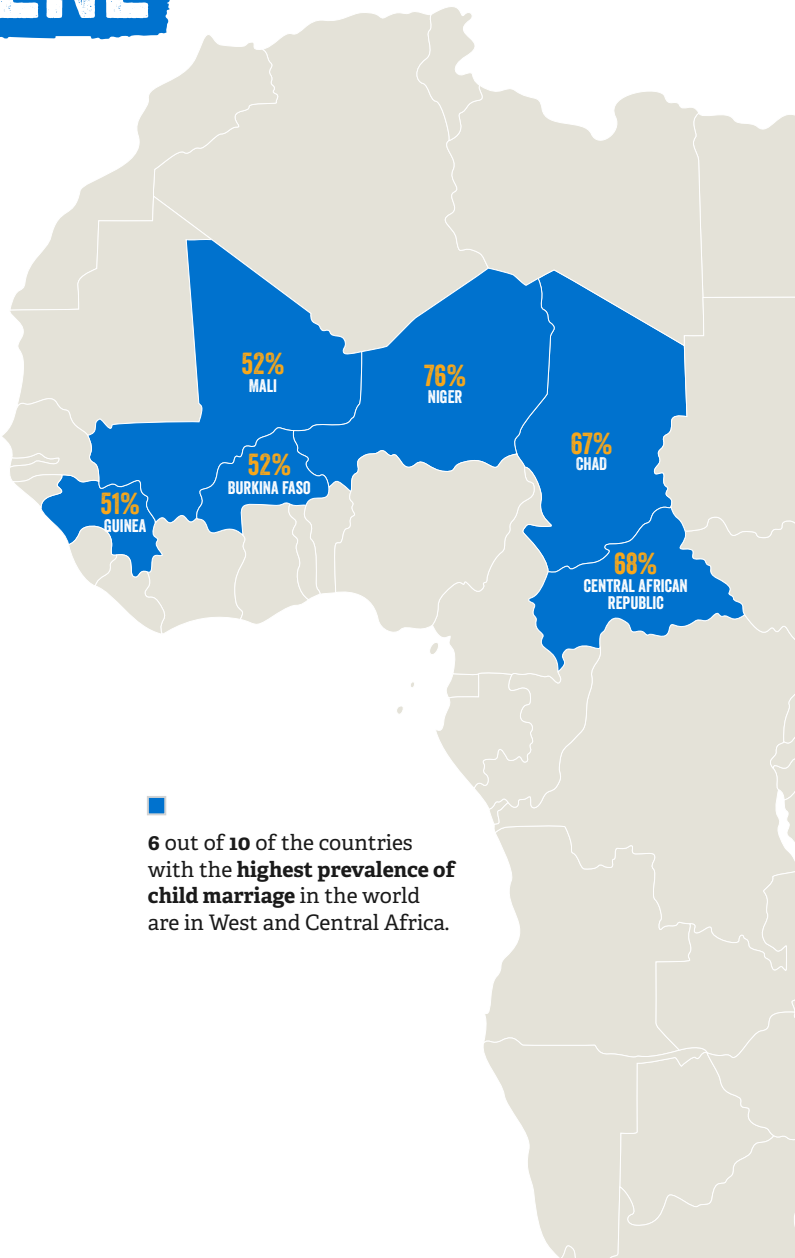 52%
MALI
76%
NIGER
67%
CHAD
52%
BURKINA FASO
51%
GUINEA
68%
CENTRAL AFRICAN
REPUBLIC
6 out of 10 of the countries
with the highest prevalence of
child marriage in the world
are in West and Central Africa.